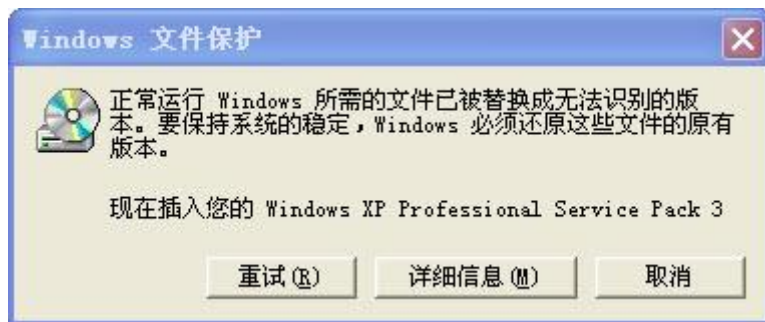 Windows 文件保护
正常运行 Windows 所需的文件已被替换成无法识别的版
本。要保持系统的稳定，Windows 必须还原这些文件的原有
版本。
现在插入您的 Windows XP Professional Service Pack 3
重试(R) 详细信息(M) 取消